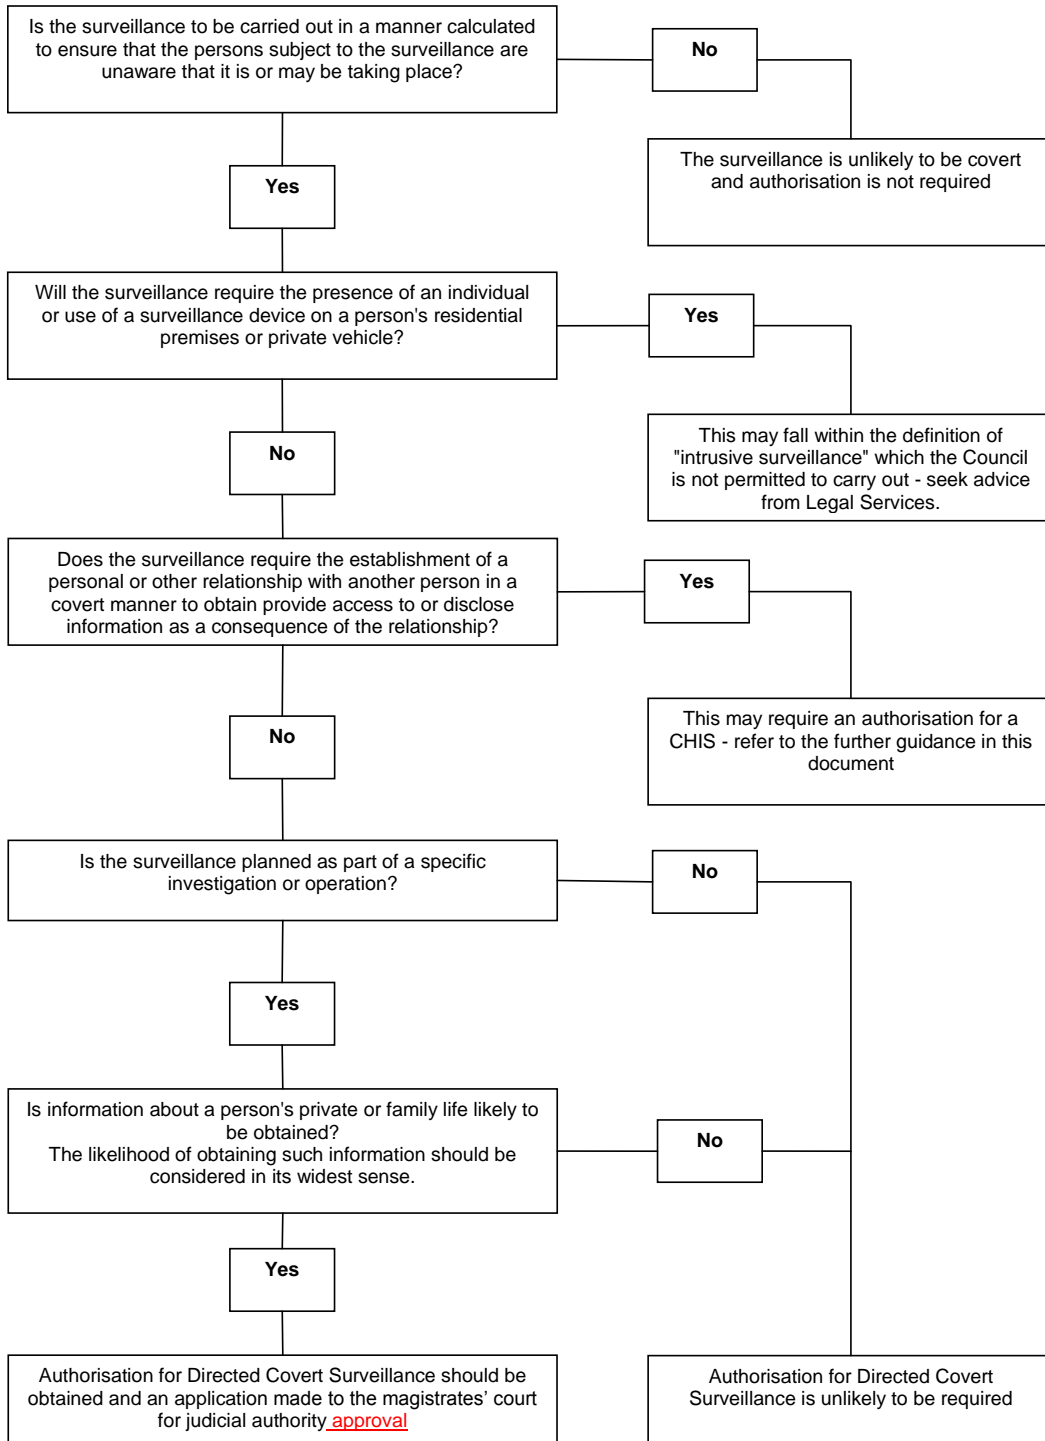 Is the surveillance to be carried out in a manner calculated
to ensure that the persons subject to the surveillance are
unaware that it is or may be taking place?
No
The surveillance is unlikely to be covert
and authorisation is not required
Yes
Will the surveillance require the presence of an individual
or use of a surveillance device on a person's residential
premises or private vehicle?
Yes
This may fall within the definition of
"intrusive surveillance" which the Council
is not permitted to carry out - seek advice
from Legal Services.
No
Does the surveillance require the establishment of a
personal or other relationship with another person in a
covert manner to obtain provide access to or disclose
information as a consequence of the relationship?
Yes
This may require an authorisation for a
CHIS - refer to the further guidance in this
document
No
Is the surveillance planned as part of a specific
investigation or operation?
No
Yes
Is information about a person's private or family life likely to
be obtained?
The likelihood of obtaining such information should be
considered in its widest sense.
No
Yes
Authorisation for Directed Covert Surveillance should be
obtained and an application made to the magistrates’ court
for judicial authority approval
Authorisation for Directed Covert
Surveillance is unlikely to be required